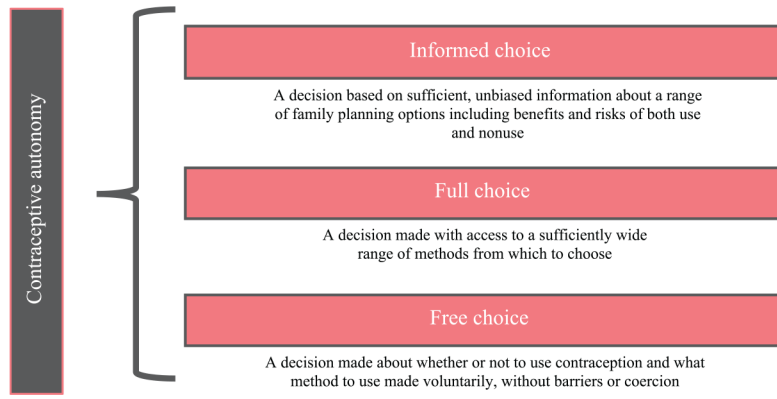 Contraceptive autonomy
Informed choice
A decision based on sufficient, unbiased information about a range
of family planning options including benefits and risks of both use
and nonuse
Full choice
A decision made with access to a sufficiently wide
range of methods from which to choose
Free choice
A decision made about whether or not to use contraception and what
method to use made voluntarily, without barriers or coercion